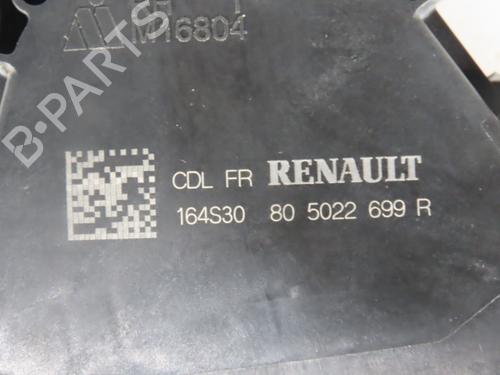 M16804
B-PARTS
CDL FR RENAULT
164S30 80 5022 699 R